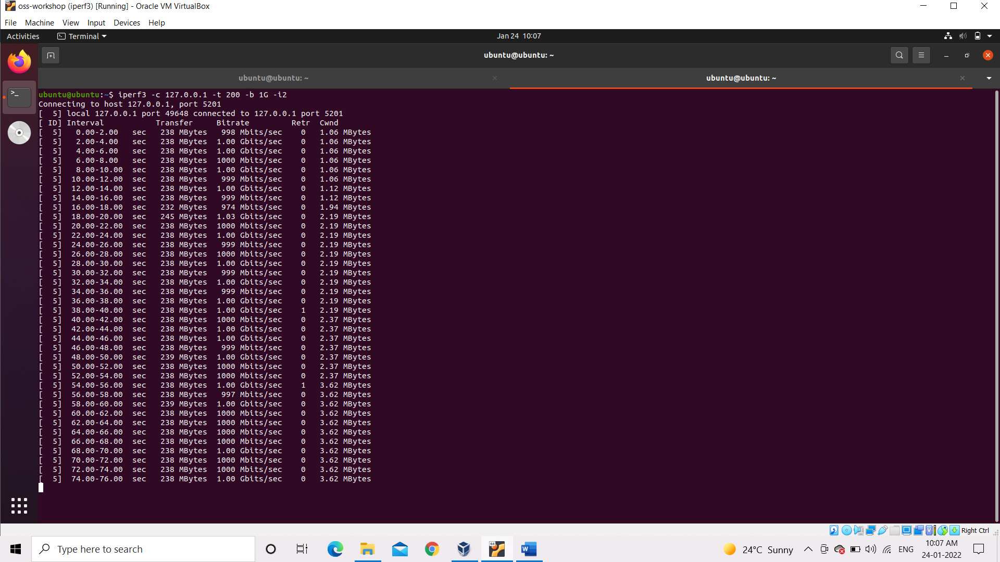 oss-workshop (iperf3) [Running] - Oracle VM VirtualBox
File Machine View Input Devices Help
Activities Terminal Jan 24 10:07
ubuntu@ubuntu: ~
ubuntu@ubuntu: ~ ubuntu@ubuntu: ~
ubuntu@ubuntu:~$ iperf3 -c 127.0.0.1 -t 200 -b 1G -i2
Connecting to host 127.0.0.1, port 5201
[  5] local 127.0.0.1 port 49648 connected to 127.0.0.1 port 5201
[ ID] Interval           Transfer     Bitrate         Retr  Cwnd
[  5]   0.00-2.00   sec   238 MBytes   998 Mbits/sec    0   1.06 MBytes
[  5]   2.00-4.00   sec   238 MBytes  1.00 Gbits/sec    0   1.06 MBytes
[  5]   4.00-6.00   sec   238 MBytes  1.00 Gbits/sec    0   1.06 MBytes
[  5]   6.00-8.00   sec   238 MBytes  1000 Mbits/sec    0   1.06 MBytes
[  5]   8.00-10.00  sec   238 MBytes  1.00 Gbits/sec    0   1.06 MBytes
[  5]  10.00-12.00  sec   238 MBytes   999 Mbits/sec    0   1.06 MBytes
[  5]  12.00-14.00  sec   238 MBytes  1.00 Gbits/sec    0   1.12 MBytes
[  5]  14.00-16.00  sec   238 MBytes   999 Mbits/sec    0   1.12 MBytes
[  5]  16.00-18.00  sec   232 MBytes   974 Mbits/sec    0   1.94 MBytes
[  5]  18.00-20.00  sec   245 MBytes  1.03 Gbits/sec    0   2.19 MBytes
[  5]  20.00-22.00  sec   238 MBytes  1000 Mbits/sec    0   2.19 MBytes
[  5]  22.00-24.00  sec   238 MBytes  1.00 Gbits/sec    0   2.19 MBytes
[  5]  24.00-26.00  sec   238 MBytes   999 Mbits/sec    0   2.19 MBytes
[  5]  26.00-28.00  sec   238 MBytes  1000 Mbits/sec    0   2.19 MBytes
[  5]  28.00-30.00  sec   238 MBytes  1.00 Gbits/sec    0   2.19 MBytes
[  5]  30.00-32.00  sec   238 MBytes   999 Mbits/sec    0   2.19 MBytes
[  5]  32.00-34.00  sec   238 MBytes  1.00 Gbits/sec    0   2.19 MBytes
[  5]  34.00-36.00  sec   238 MBytes   999 Mbits/sec    0   2.19 MBytes
[  5]  36.00-38.00  sec   238 MBytes  1.00 Gbits/sec    0   2.19 MBytes
[  5]  38.00-40.00  sec   238 MBytes  1.00 Gbits/sec    1   2.19 MBytes
[  5]  40.00-42.00  sec   238 MBytes  1000 Mbits/sec    0   2.37 MBytes
[  5]  42.00-44.00  sec   238 MBytes  1.00 Gbits/sec    0   2.37 MBytes
[  5]  44.00-46.00  sec   238 MBytes  1.00 Gbits/sec    0   2.37 MBytes
[  5]  46.00-48.00  sec   238 MBytes   999 Mbits/sec    0   2.37 MBytes
[  5]  48.00-50.00  sec   239 MBytes  1.00 Gbits/sec    0   2.37 MBytes
[  5]  50.00-52.00  sec   238 MBytes  1000 Mbits/sec    0   2.37 MBytes
[  5]  52.00-54.00  sec   238 MBytes  1000 Mbits/sec    0   2.37 MBytes
[  5]  54.00-56.00  sec   238 MBytes  1.00 Gbits/sec    1   3.62 MBytes
[  5]  56.00-58.00  sec   238 MBytes   997 Mbits/sec    0   3.62 MBytes
[  5]  58.00-60.00  sec   239 MBytes  1.00 Gbits/sec    0   3.62 MBytes
[  5]  60.00-62.00  sec   238 MBytes  1000 Mbits/sec    0   3.62 MBytes
[  5]  62.00-64.00  sec   238 MBytes  1000 Mbits/sec    0   3.62 MBytes
[  5]  64.00-66.00  sec   238 MBytes  1000 Mbits/sec    0   3.62 MBytes
[  5]  66.00-68.00  sec   238 MBytes  1000 Mbits/sec    0   3.62 MBytes
[  5]  68.00-70.00  sec   238 MBytes  1.00 Gbits/sec    0   3.62 MBytes
[  5]  70.00-72.00  sec   238 MBytes  1000 Mbits/sec    0   3.62 MBytes
[  5]  72.00-74.00  sec   238 MBytes  1000 Mbits/sec    0   3.62 MBytes
[  5]  74.00-76.00  sec   238 MBytes  1.00 Gbits/sec    0   3.62 MBytes
Right Ctrl
Type here to search
24°C Sunny
ENG
10:07 AM
24-01-2022